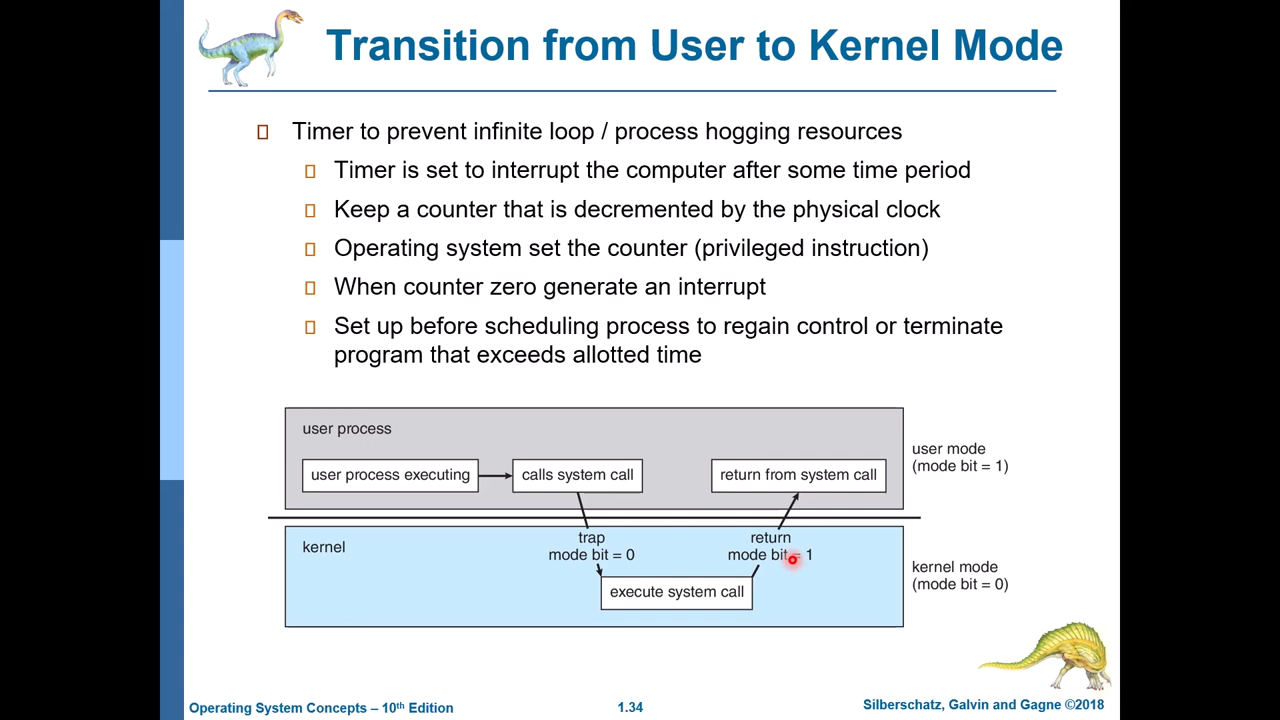 Transition from User to Kernel Mode
Timer to prevent infinite loop / process hogging resources
Timer is set to interrupt the computer after some time period
Keep a counter that is decremented by the physical clock
Operating system set the counter (privileged instruction)
When counter zero generate an interrupt
Set up before scheduling process to regain control or terminate
program that exceeds allotted time
user process
user process executing
calls system call
return from system call
user mode
(mode bit = 1)
kernel
trap
mode bit = 0
return
mode bit = 1
execute system call
kernel mode
(mode bit = 0)
Operating System Concepts – 10th Edition
1.34
Silberschatz, Galvin and Gagne ©2018